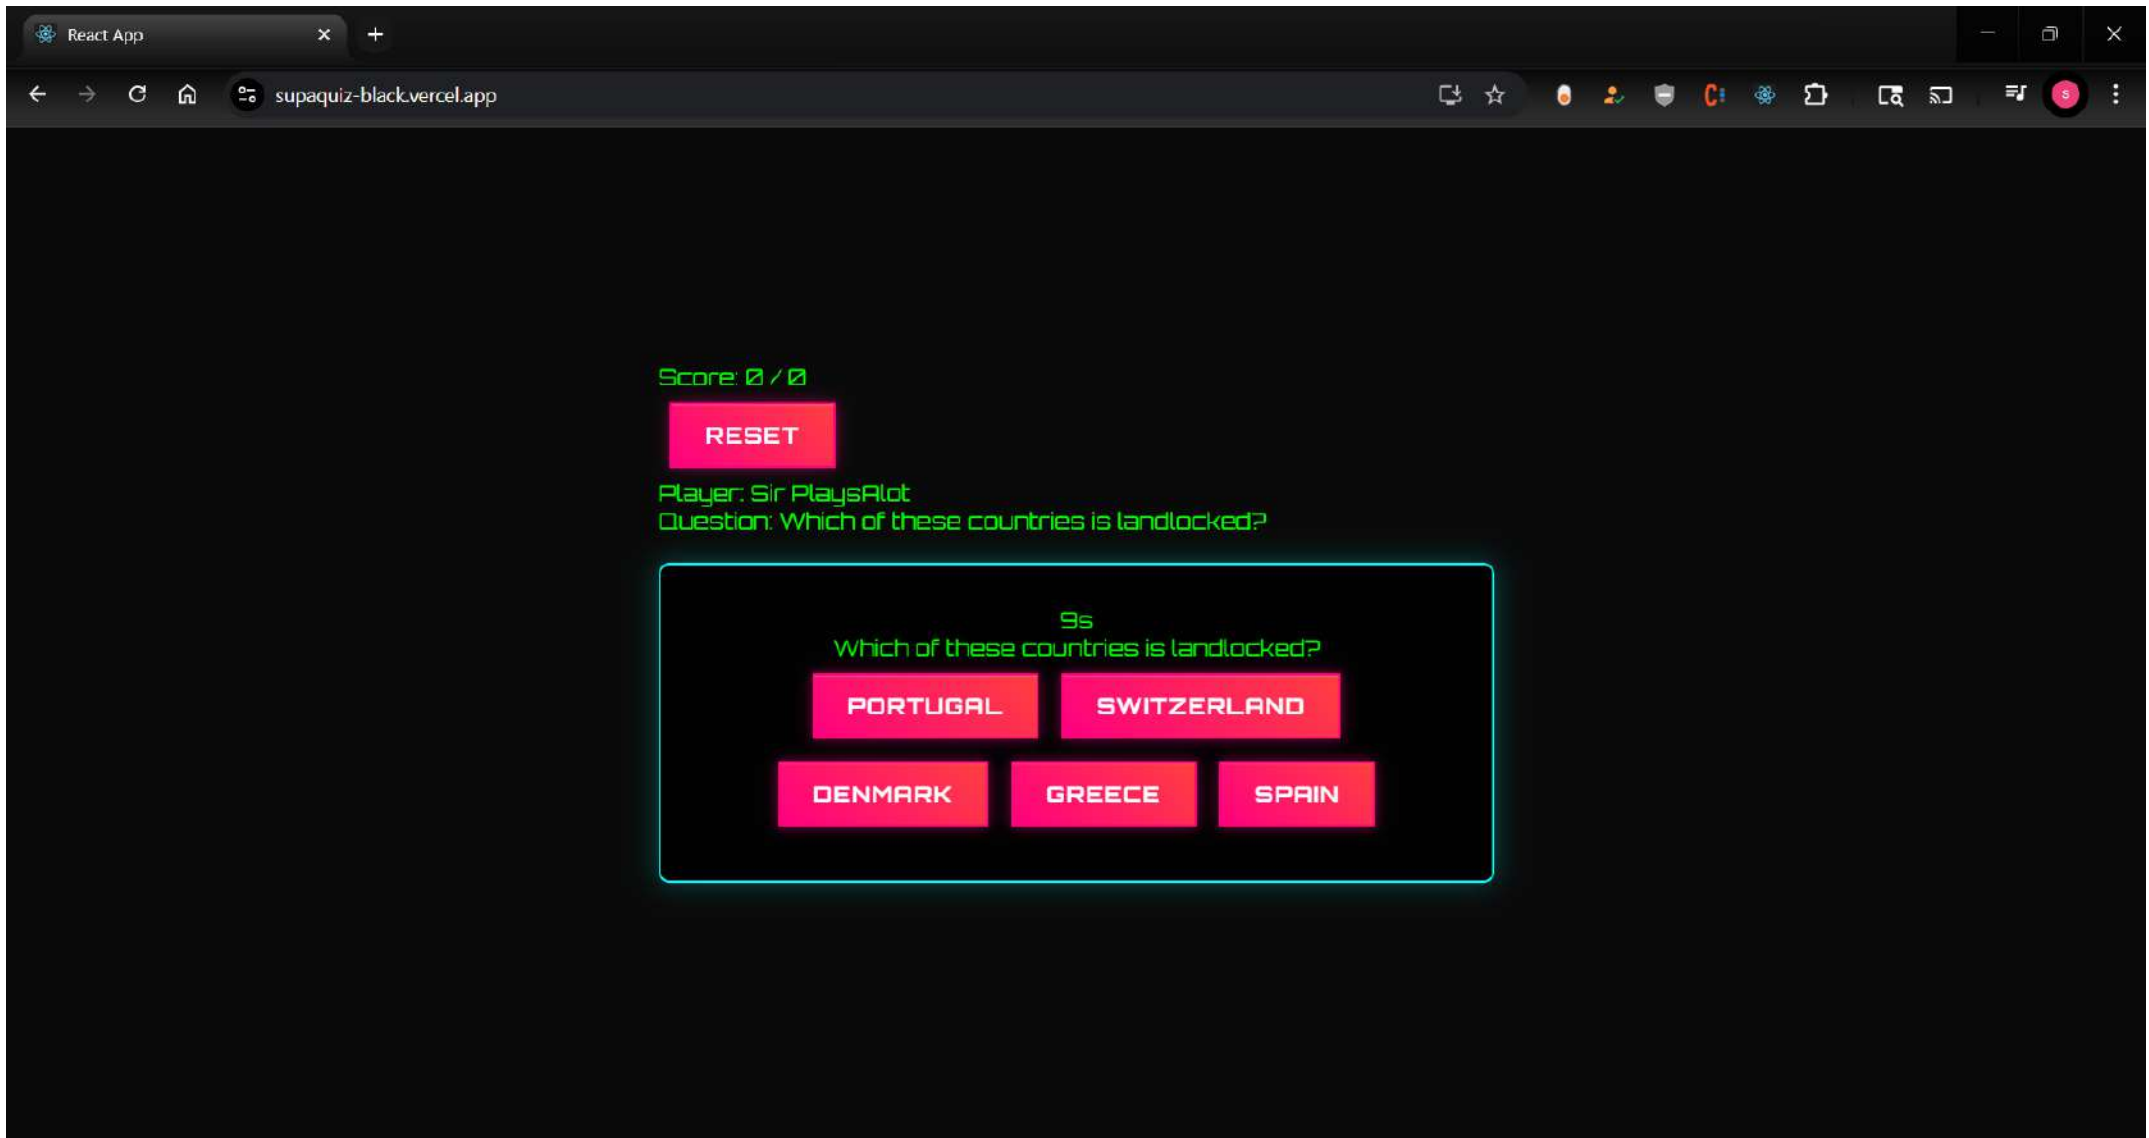 React App
supaquiz-black.vercel.app
S
Score: 0 / 0
RESET
Player: Sir PlaysAlot
Question: Which of these countries is landlocked?
9s
Which of these countries is landlocked?
PORTUGAL SWITZERLAND
DENMARK GREECE SPAIN